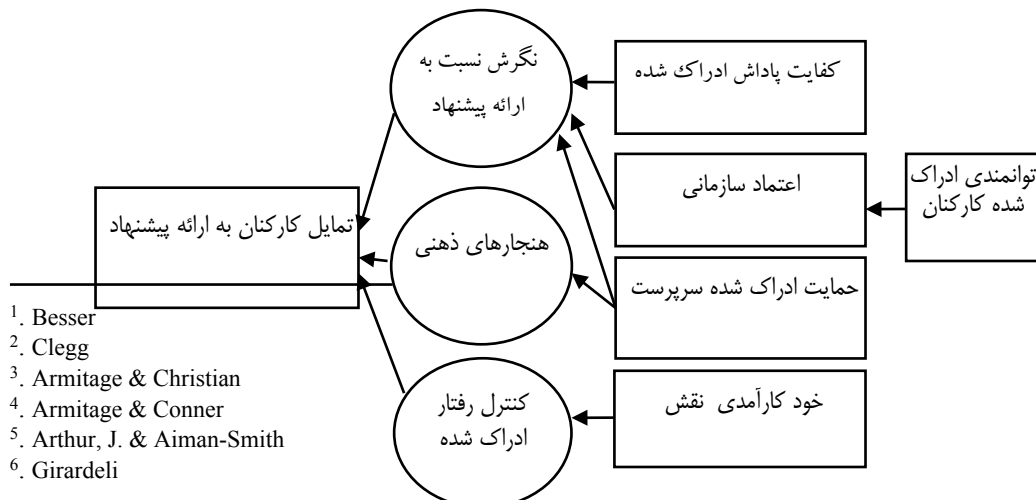 نگرش نسبت به
ارائه پیشنهاد
کفایت پاداش ادراک شده
اعتماد سازمانی
توانمندی ادراک
شده کارکنان
تمایل کارکنان به ارائه پیشنهاد
هنجارهای ذهنی
حمایت ادراک شده سرپرست
کنترل رفتار
ادراک شده
خود کارآمدی نقش
1. Besser
2. Clegg
3. Armitage & Christian
4. Armitage & Conner
5. Arthur, J. & Aiman-Smith
6. Girardeli